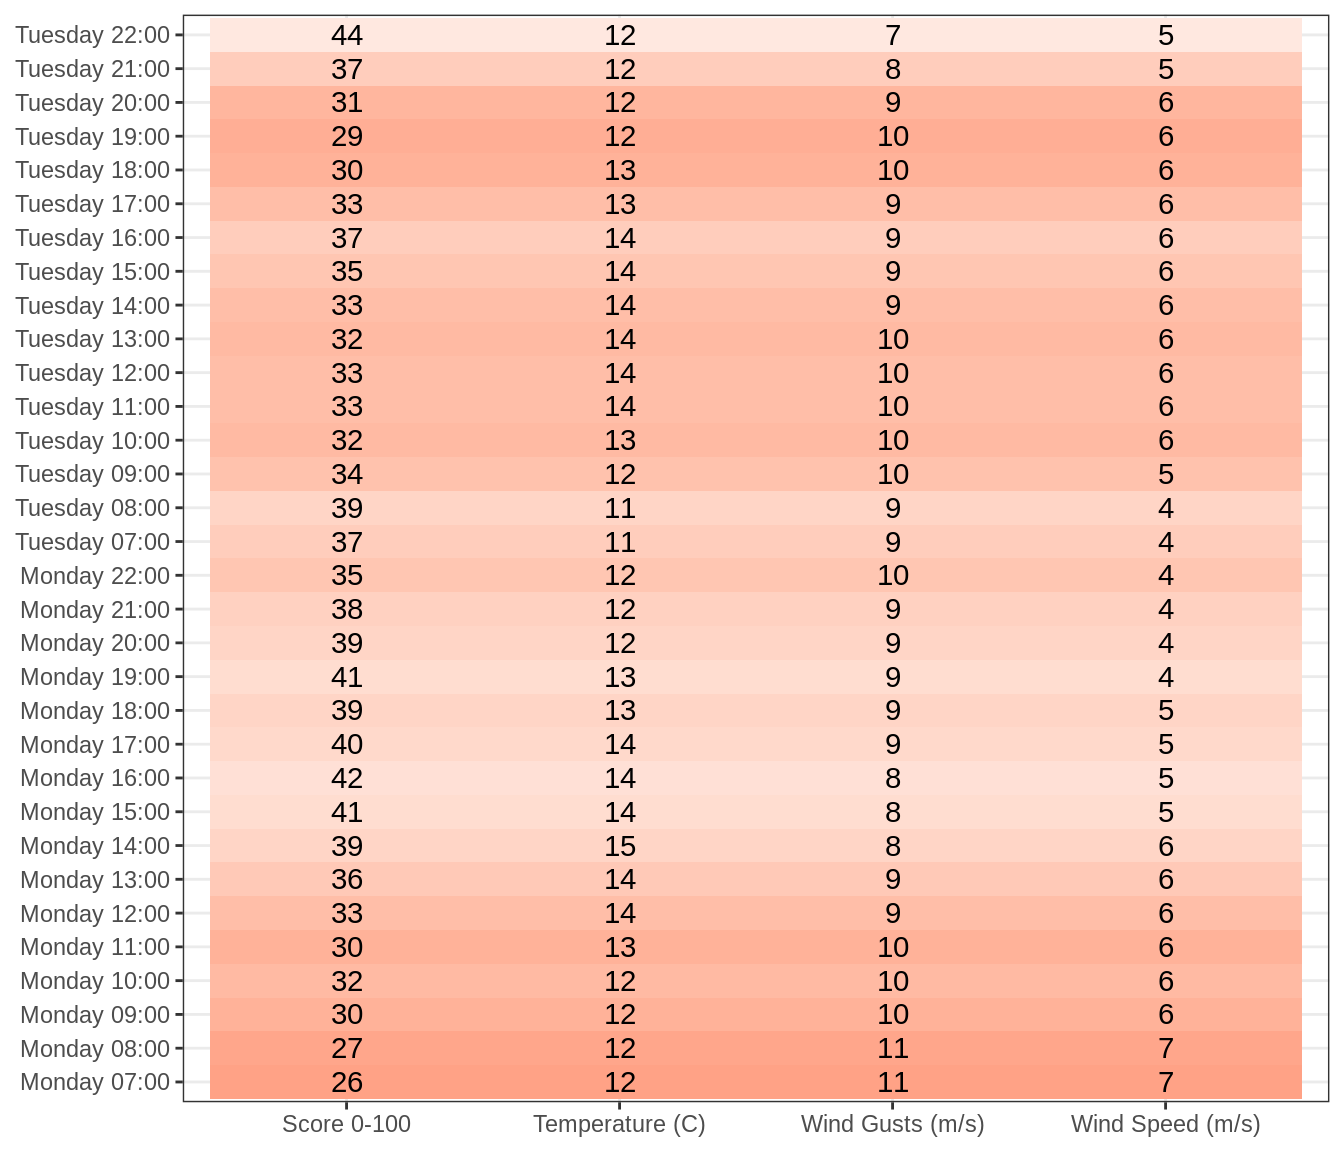 Tuesday 22:00 44 12 7 5
Tuesday 21:00 37 12 8 5
Tuesday 20:00 31 12 9 6
Tuesday 19:00 29 12 10 6
Tuesday 18:00 30 13 10 6
Tuesday 17:00 33 13 9 6
Tuesday 16:00 37 14 9 6
Tuesday 15:00 35 14 9 6
Tuesday 14:00 33 14 9 6
Tuesday 13:00 32 14 10 6
Tuesday 12:00 33 14 10 6
Tuesday 11:00 33 14 10 6
Tuesday 10:00 32 13 10 6
Tuesday 09:00 34 12 10 5
Tuesday 08:00 39 11 9 4
Tuesday 07:00 37 11 9 4
Monday 22:00 35 12 10 4
Monday 21:00 38 12 9 4
Monday 20:00 39 12 9 4
Monday 19:00 41 13 9 4
Monday 18:00 39 13 9 5
Monday 17:00 40 14 9 5
Monday 16:00 42 14 8 5
Monday 15:00 41 14 8 5
Monday 14:00 39 15 8 6
Monday 13:00 36 14 9 6
Monday 12:00 33 14 9 6
Monday 11:00 30 13 10 6
Monday 10:00 32 12 10 6
Monday 09:00 30 12 10 6
Monday 08:00 27 12 11 7
Monday 07:00 26 12 11 7
Score 0-100 Temperature (C) Wind Gusts (m/s) Wind Speed (m/s)